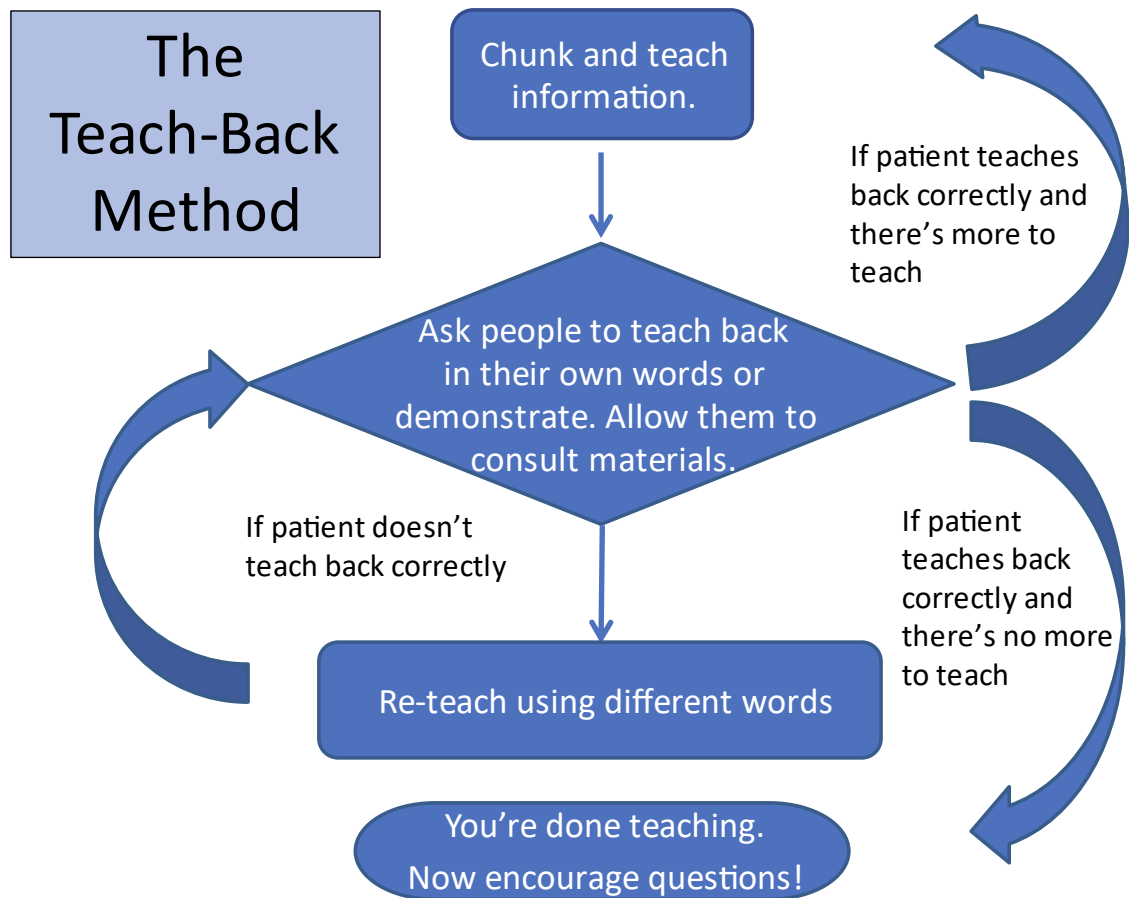 The
Teach-Back
Method
Chunk and teach
information.
If patient teaches
back correctly and
there's more to
teach
Ask people to teach back
in their own words or
demonstrate. Allow them to
consult materials.
If patient doesn't
teach back correctly
If patient
teaches back
correctly and
there's no more
to teach
Re-teach using different words
You're done teaching.
Now encourage questions!